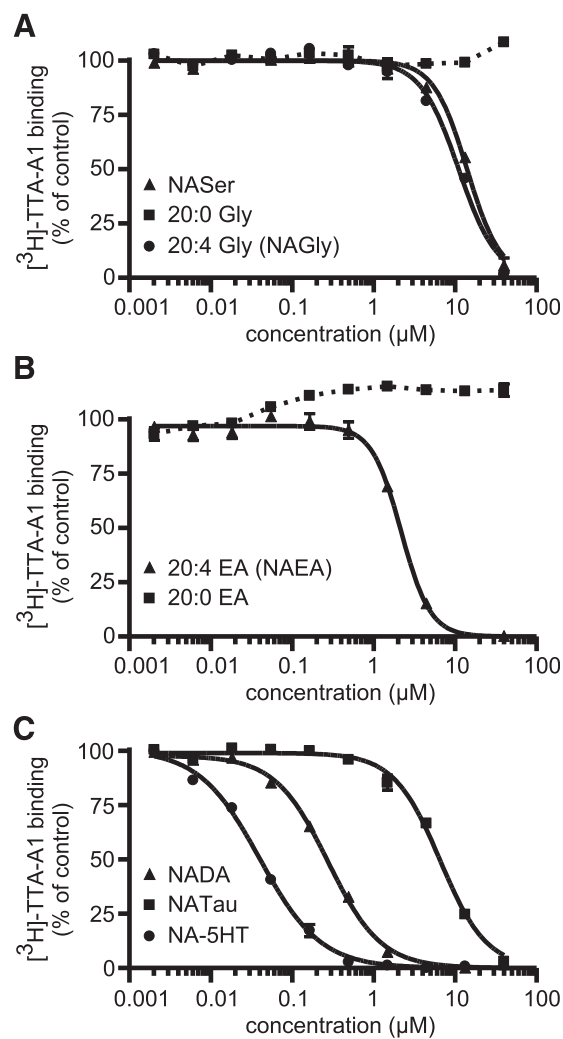 A
[³H]-TTA-A1 binding
(% of control)
100
75
50
25
0
NASer
20:0 Gly
20:4 Gly (NAGly)
0.001 0.01 0.1 1 10 100
concentration (µM)
B
[³H]-TTA-A1 binding
(% of control)
100
75
50
25
0
20:4 EA (NAEA)
20:0 EA
0.001 0.01 0.1 1 10 100
concentration (µM)
C
[³H]-TTA-A1 binding
(% of control)
100
75
50
25
0
NADA
NATau
NA-5HT
0.001 0.01 0.1 1 10 100
concentration (µM)